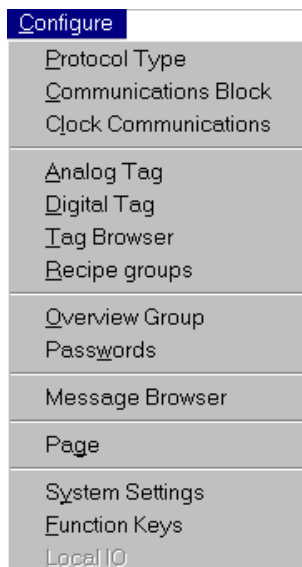 Configure
Protocol Type
Communications Block
Clock Communications
Analog Tag
Digital Tag
Tag Browser
Recipe groups
Overview Group
Passwords
Message Browser
Page
System Settings
Function Keys
Local IO